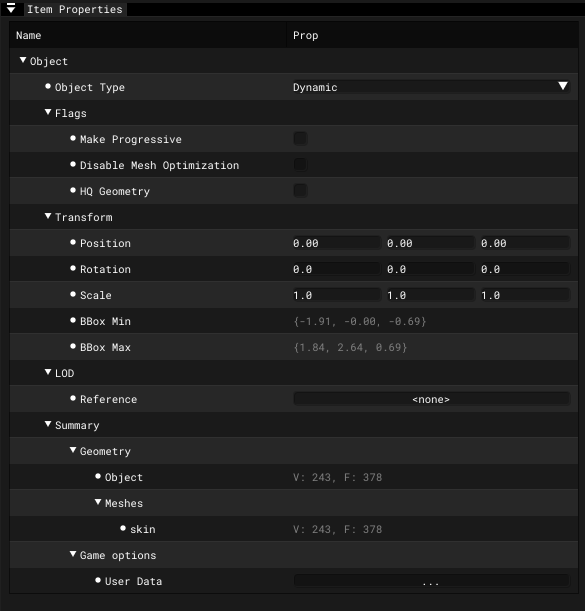 Item Properties
Name Prop
Object
Object Type Dynamic
Flags
Make Progressive
Disable Mesh Optimization
HQ Geometry
Transform
Position 0.00 0.00 0.00
Rotation 0.0 0.0 0.0
Scale 1.0 1.0 1.0
BBox Min {-1.91, -0.00, -0.69}
BBox Max {1.84, 2.64, 0.69}
LOD
Reference <none>
Summary
Geometry
Object V: 243, F: 378
Meshes
skin V: 243, F: 378
Game options
User Data ...